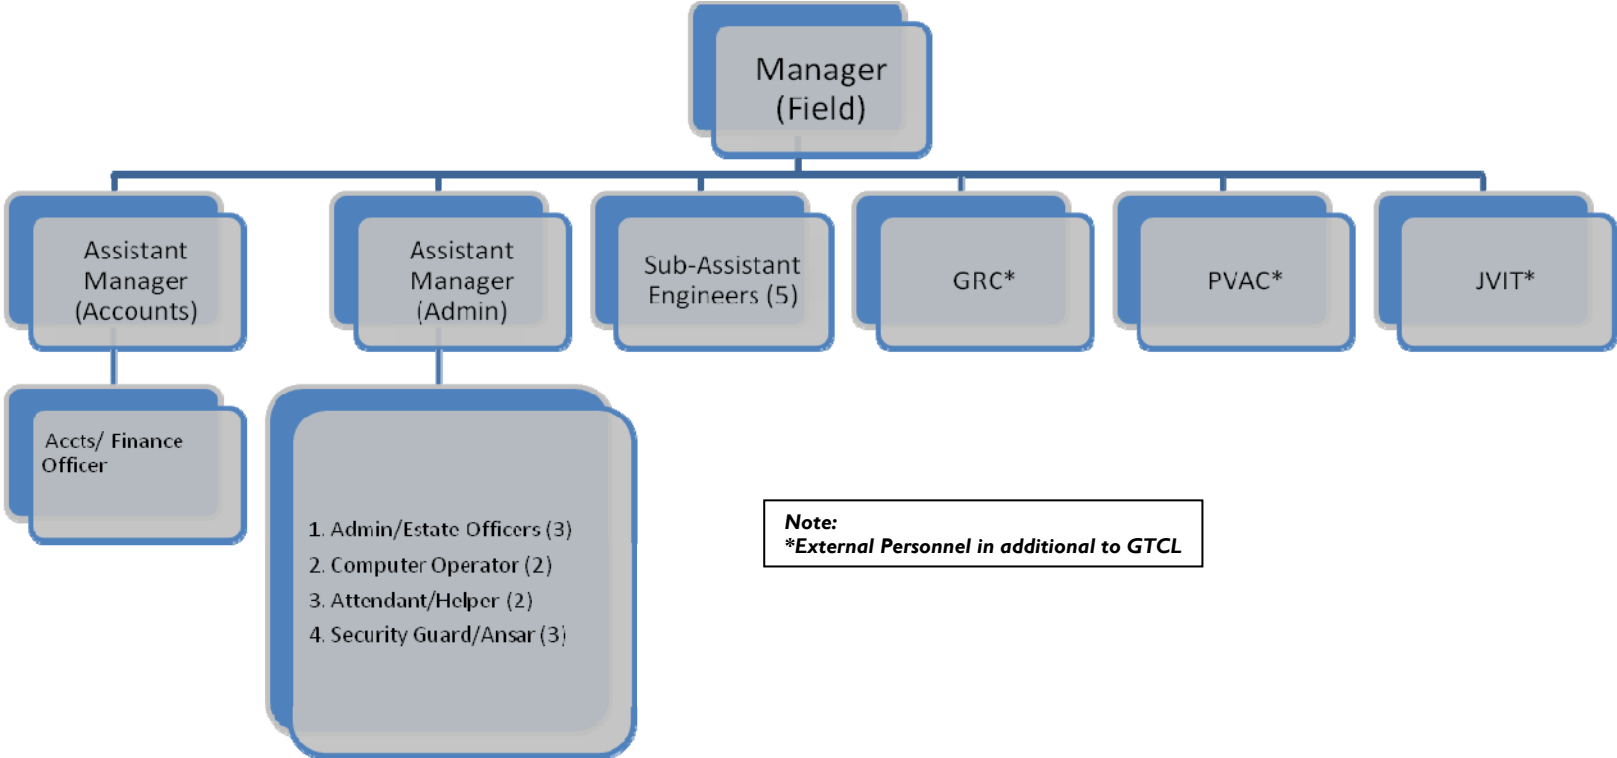 Manager
(Field)
Assistant
Manager
(Accounts)
Assistant
Manager
(Admin)
Sub-Assistant
Engineers (5)
GRC*
PVAC*
JVIT*
Accts/ Finance
Officer
1. Admin/Estate Officers (3)
2. Computer Operator (2)
3. Attendant/Helper (2)
4. Security Guard/Ansar (3)
Note:
*External Personnel in additional to GTCL